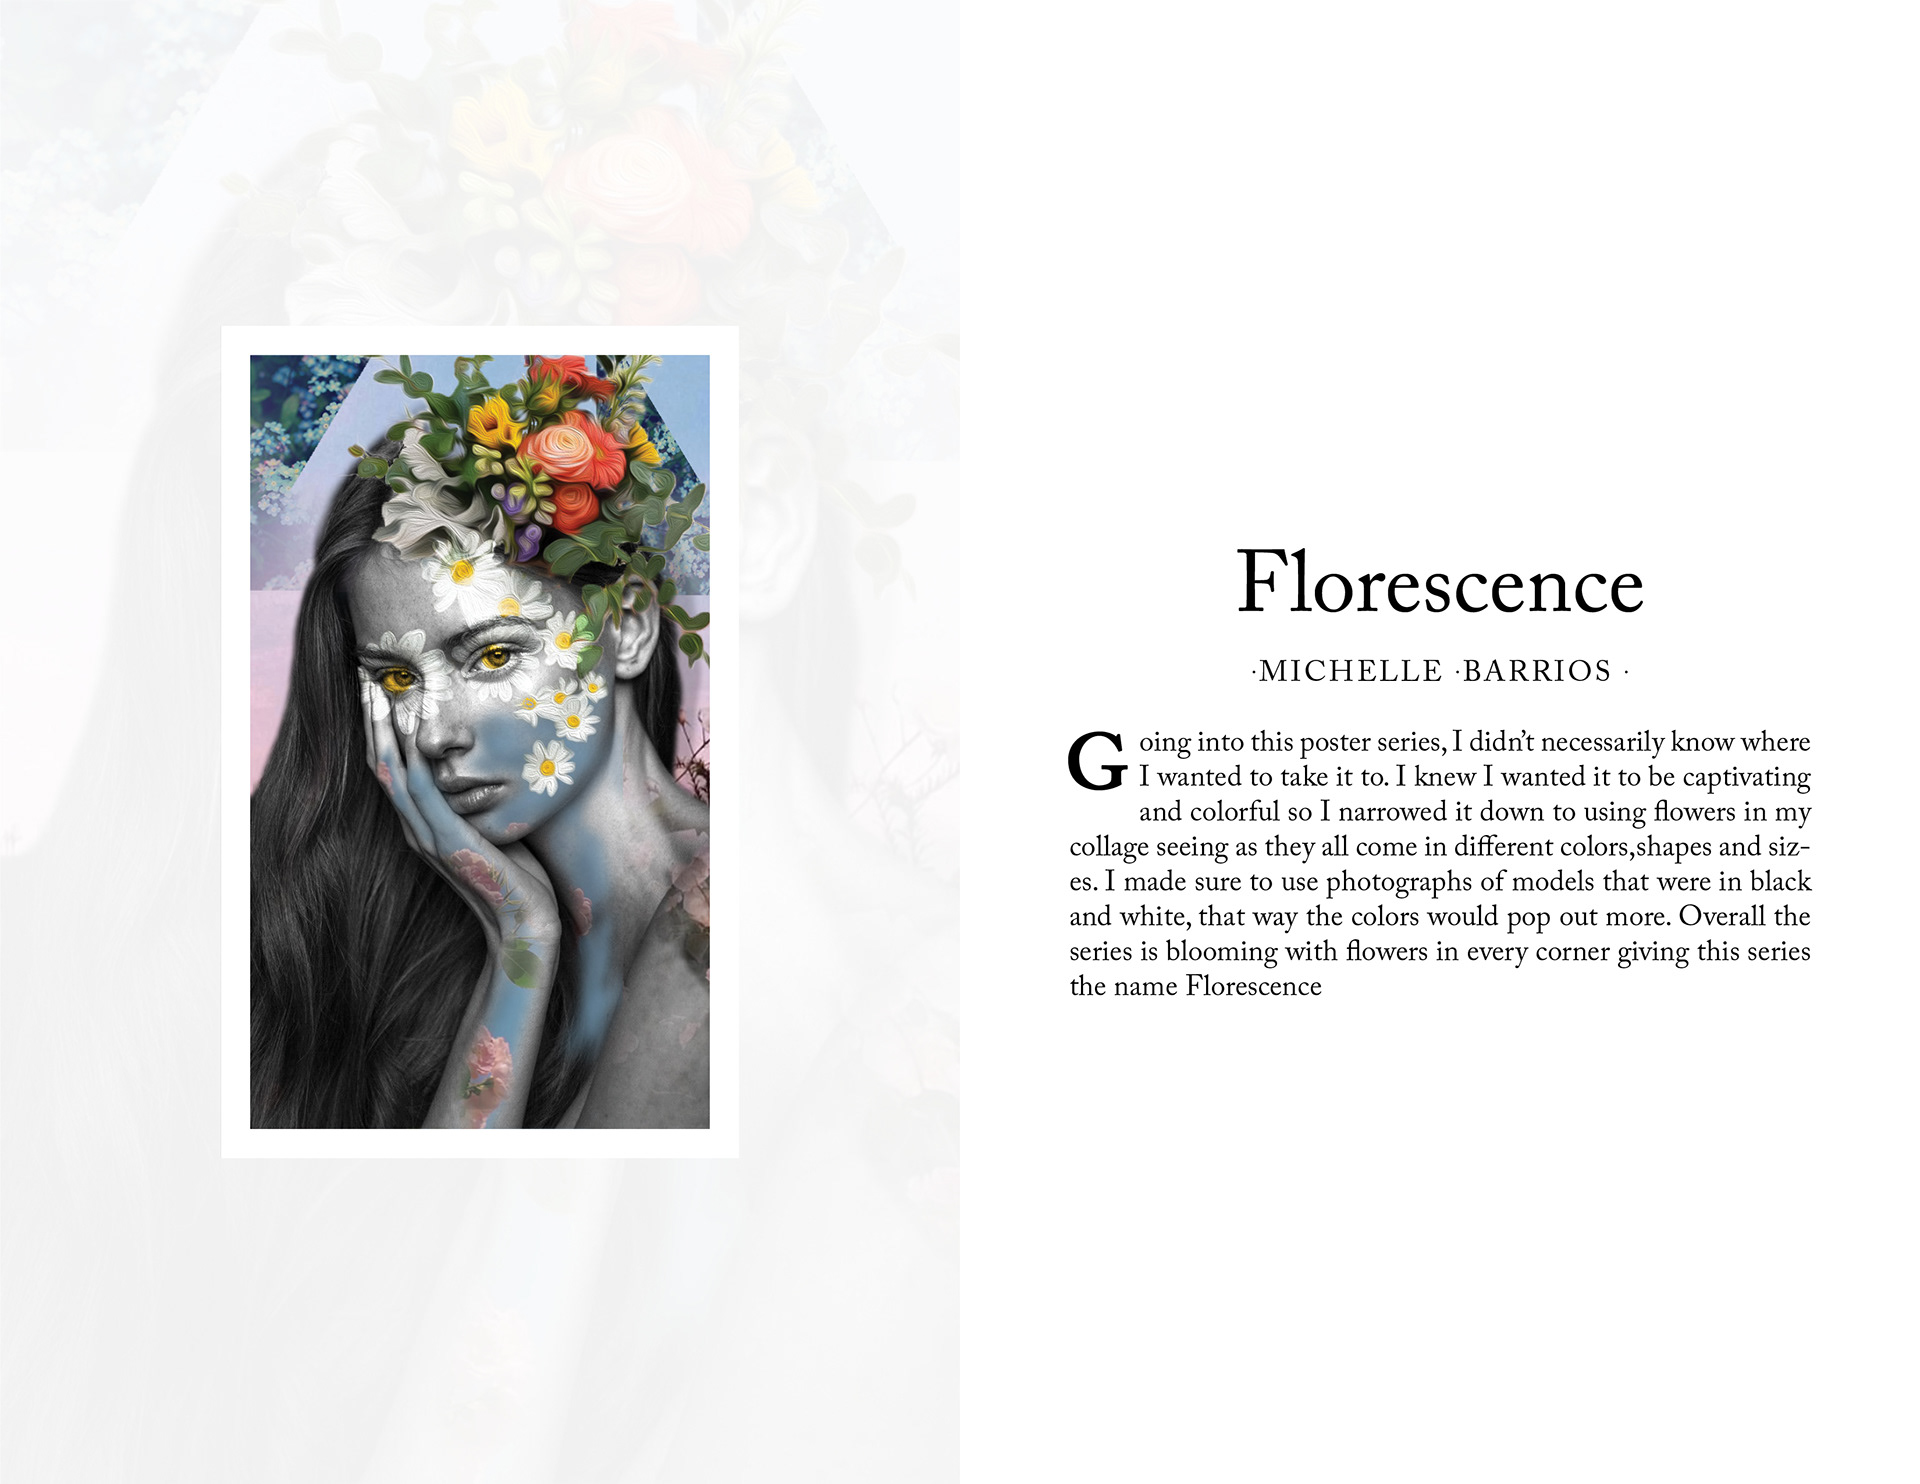 Florescence
·MICHELLE ·BARRIOS ·
Going into this poster series, I didn't necessarily know where
I wanted to take it to. I knew I wanted it to be captivating
and colorful so I narrowed it down to using flowers in my
collage seeing as they all come in different colors,shapes and siz-
es. I made sure to use photographs of models that were in black
and white, that way the colors would pop out more. Overall the
series is blooming with flowers in every corner giving this series
the name Florescence